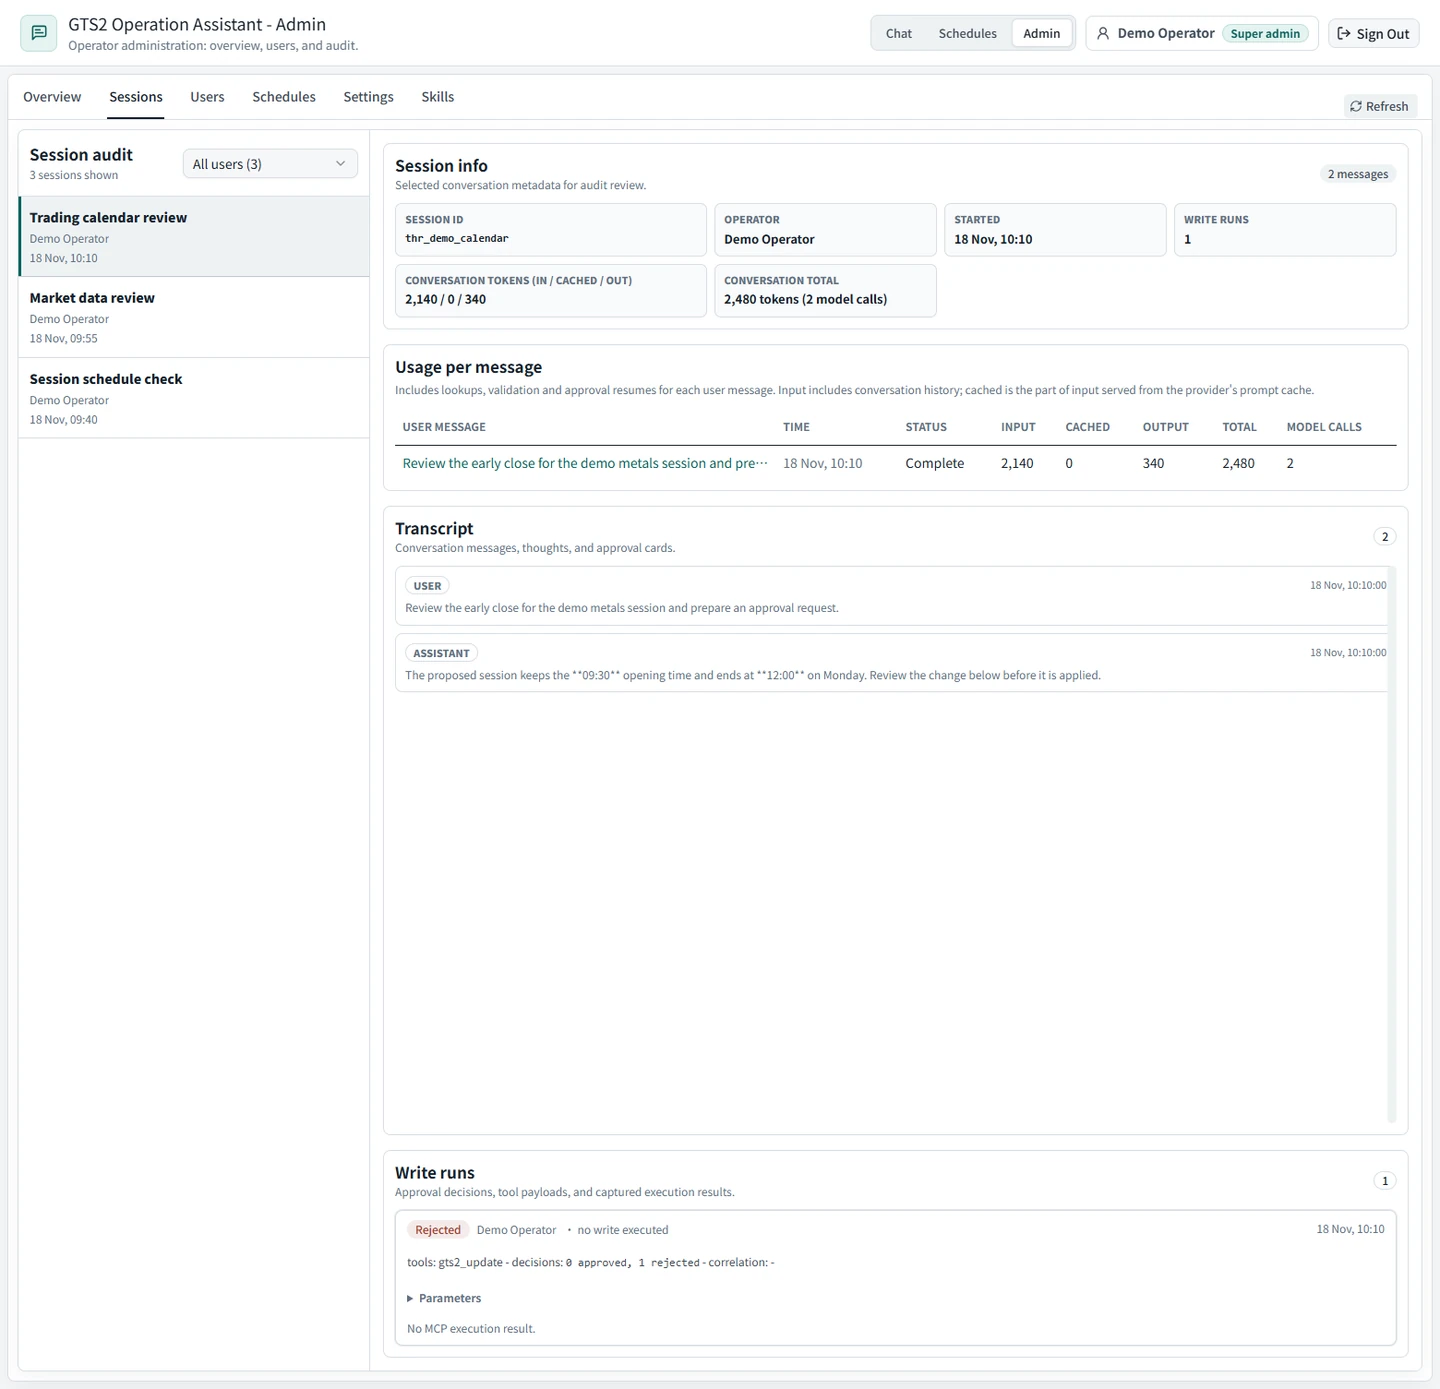 GTS2 Operation Assistant - Admin
Operator administration: overview, users, and audit.
Chat
Schedules
Admin
Demo Operator
Super admin
Sign Out
Overview
Sessions
Users
Schedules
Settings
Skills
Refresh
Session audit
3 sessions shown
All users (3)
Trading calendar review
Demo Operator
18 Nov, 10:10
Market data review
Demo Operator
18 Nov, 09:55
Session schedule check
Demo Operator
18 Nov, 09:40
Session info
Selected conversation metadata for audit review.
2 messages
SESSION ID
thr_demo_calendar
OPERATOR
Demo Operator
STARTED
18 Nov, 10:10
WRITE RUNS
1
CONVERSATION TOKENS (IN / CACHED / OUT)
2,140 / 0 / 340
CONVERSATION TOTAL
2,480 tokens (2 model calls)
Usage per message
Includes lookups, validation and approval resumes for each user message. Input includes conversation history; cached is the part of input served from the provider's prompt cache.
USER MESSAGE TIME STATUS INPUT CACHED OUTPUT TOTAL MODEL CALLS
Review the early close for the demo metals session and pre··· 18 Nov, 10:10 Complete 2,140 0 340 2,480 2
Transcript
Conversation messages, thoughts, and approval cards.
2
USER
18 Nov, 10:10:00
Review the early close for the demo metals session and prepare an approval request.
ASSISTANT
18 Nov, 10:10:00
The proposed session keeps the **09:30** opening time and ends at **12:00** on Monday. Review the change below before it is applied.
Write runs
Approval decisions, tool payloads, and captured execution results.
1
Rejected Demo Operator • no write executed
18 Nov, 10:10
tools: gts2_update - decisions: 0 approved, 1 rejected - correlation: -
Parameters
No MCP execution result.